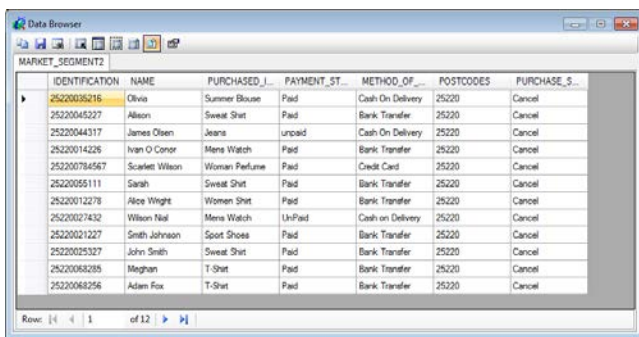 Data Browser
MARKET_SEGMENT2
IDENTIFICATION NAME PURCHASED_I... PAYMENT_ST... METHOD_OF_... POSTCODES PURCHASE_S...
25220035216 Olivia Summer Blouse Paid Cash On Delivery 25220 Cancel
25220045227 Alison Sweat Shirt Paid Bank Transfer 25220 Cancel
25220044317 James Olsen Jeans unpaid Cash On Delivery 25220 Cancel
25220014226 Ivan O Conor Mens Watch Paid Bank Transfer 25220 Cancel
252200784567 Scarlett Wilson Woman Perfume Paid Credit Card 25220 Cancel
25220055111 Sarah Sweat Shirt Paid Bank Transfer 25220 Cancel
25220012278 Alice Wright Women Shirt Paid Bank Transfer 25220 Cancel
25220027432 Wilson Nial Mens Watch UnPaid Cash on Delivery 25220 Cancel
25220021227 Smith Johnson Sport Shoes Paid Bank Transfer 25220 Cancel
25220025327 John Smith Sweat Shirt Paid Bank Transfer 25220 Cancel
25220068285 Meghan T-Shirt Paid Bank Transfer 25220 Cancel
25220068256 Adam Fox T-Shirt Paid Bank Transfer 25220 Cancel
Row: 1 of 12